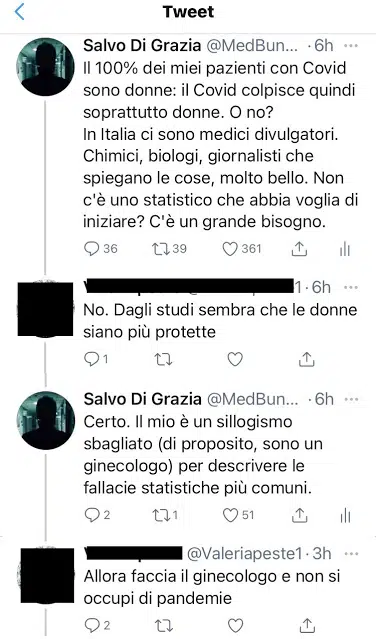 Tweet
Salvo Di Grazia @MedBun... · 6h
Il 100% dei miei pazienti con Covid
sono donne: il Covid colpisce quindi
soprattutto donne. O no?
In Italia ci sono medici divulgatori.
Chimici, biologi, giornalisti che
spiegano le cose, molto bello. Non
c'è uno statistico che abbia voglia di
iniziare? C'è un grande bisogno.
36 39 361
1 · 6h
No. Dagli studi sembra che le donne
siano più protette
1
Salvo Di Grazia @MedBun... · 6h
Certo. Il mio è un sillogismo
sbagliato (di proposito, sono un
ginecologo) per descrivere le
fallacie statistiche più comuni.
2 1 51
@Valeriapeste1 · 3h
Allora faccia il ginecologo e non si
occupi di pandemie
2